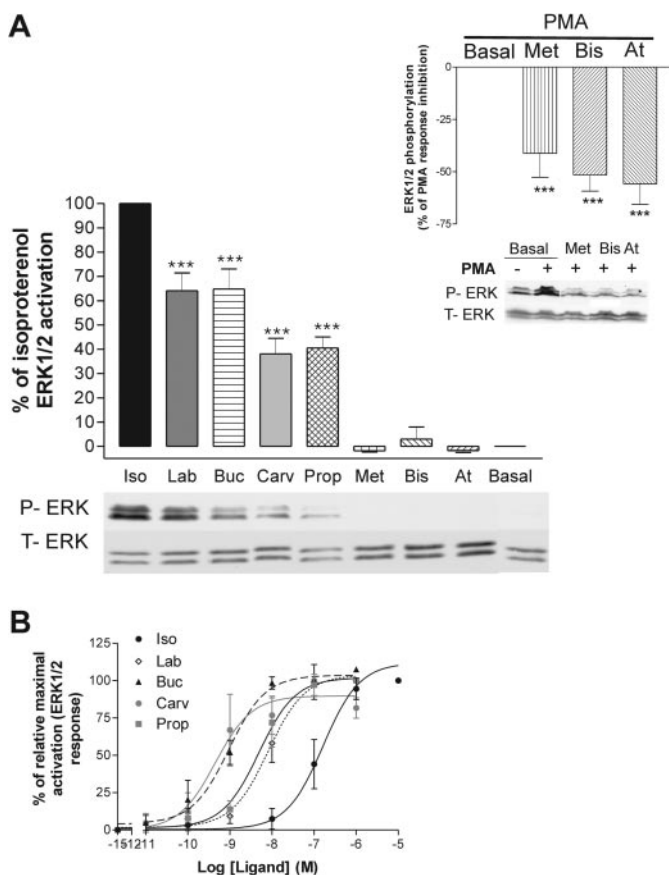 A
PMA
Basal Met Bis At
0
-25
-50
-75
ERK1/2 phosphorylation
(% of PMA response inhibition)
*** *** ***
Basal Met Bis At
PMA - + + + +
P- ERK
T- ERK
100
90
80
70
60
50
40
30
20
10
0
% of isoproterenol
ERK1/2 activation
*** *** *** ***
Iso Lab Buc Carv Prop Met Bis At Basal
P- ERK
T- ERK
B
Iso
Lab
Buc
Carv
Prop
125
100
75
50
25
0
% of relative maximal
activation (ERK1/2
response)
-10 -9 -8 -7 -6 -5
Log [Ligand] (M)